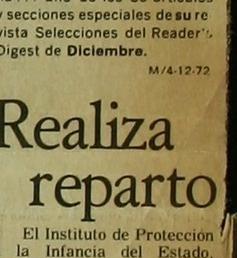 y secciones especiales de su re
vista Selecciones del Reader's
Digest de Diciembre.
M/4-12-72
Realiza
reparto
El Instituto de Protección
la Infancia del Estado,